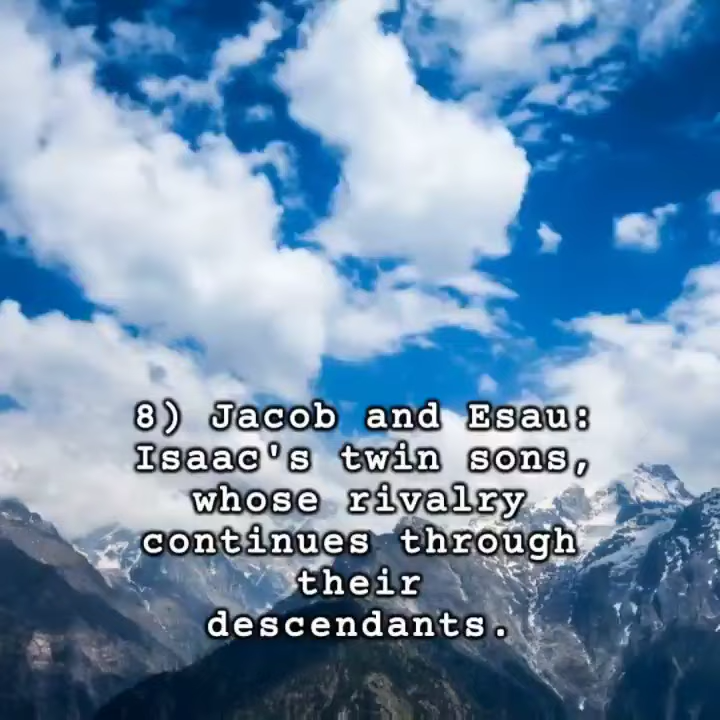 8) Jacob and Esau:
Isaac's twin sons,
whose rivalry
continues through
their
descendants.